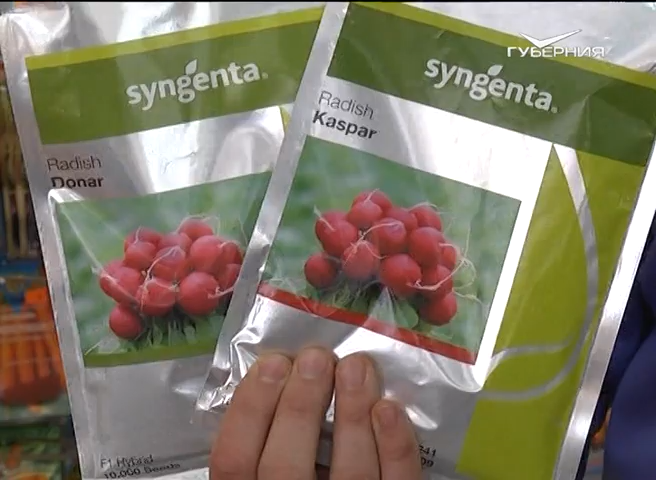 ГУБЕРНИЯ
syngenta®
Radish
Donar
F1 Hybrid
10,000 Seeds
syngenta®
Radish
Kaspar